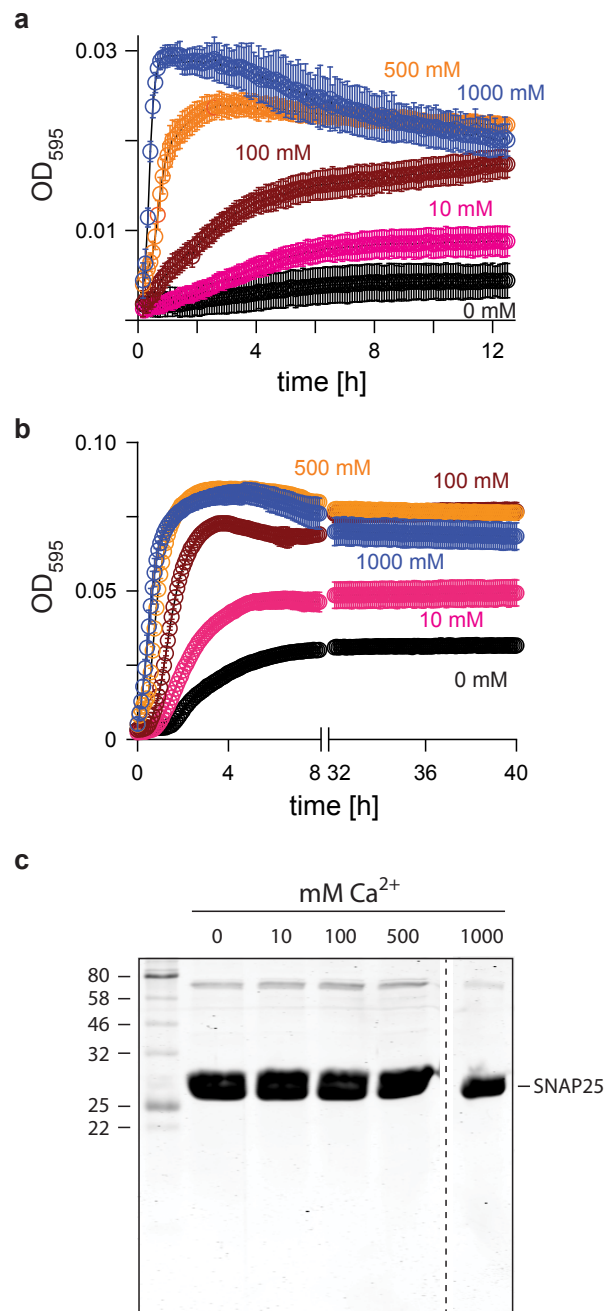 a
0.03
0.01
OD595
500 mM
1000 mM
100 mM
10 mM
0 mM
0 4 8 12
time [h]
b
0.10
0.05
0
OD595
500 mM
100 mM
1000 mM
10 mM
0 mM
0 4 8 32 36 40
time [h]
c
mM Ca2+
0 10 100 500 1000
80
58
46
32
25
22
SNAP25